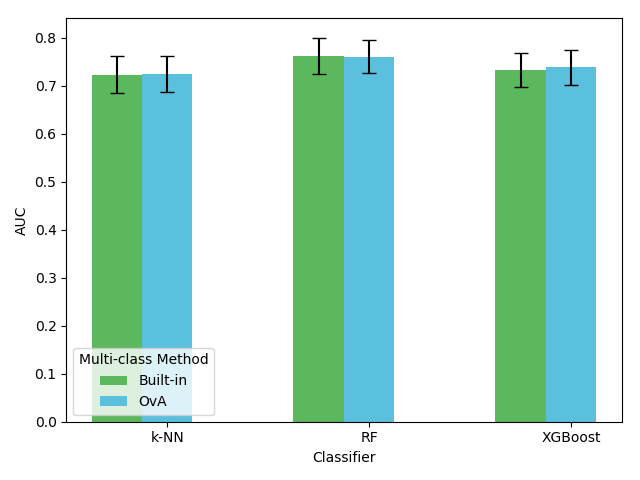 0.8
0.7
0.6
0.5
0.4
0.3
0.2
0.1
0.0
AUC
Multi-class Method
Built-in
OvA
k-NN
RF
XGBoost
Classifier